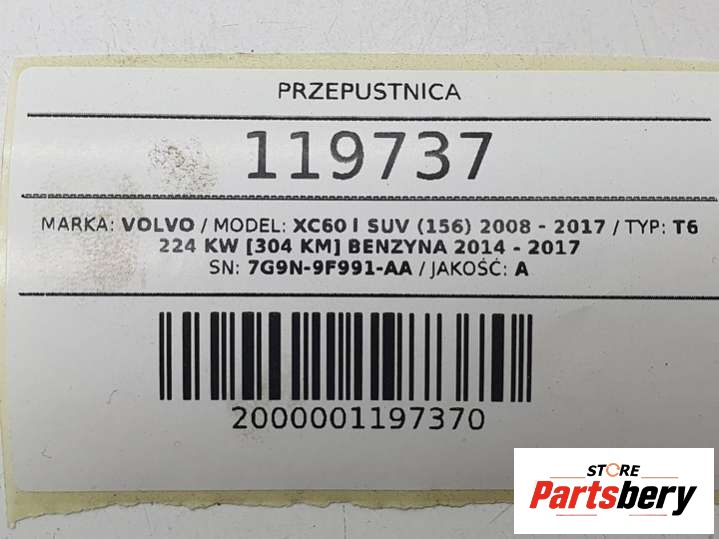 PRZEPUSTNICA
119737
MARKA: VOLVO / MODEL: XC60 I SUV (156) 2008 - 2017 / TYP: T6
224 KW [304 KM] BENZYNA 2014 - 2017
SN: 7G9N-9F991-AA / JAKOŚĆ: A
2000001197370
STORE
Partsbery